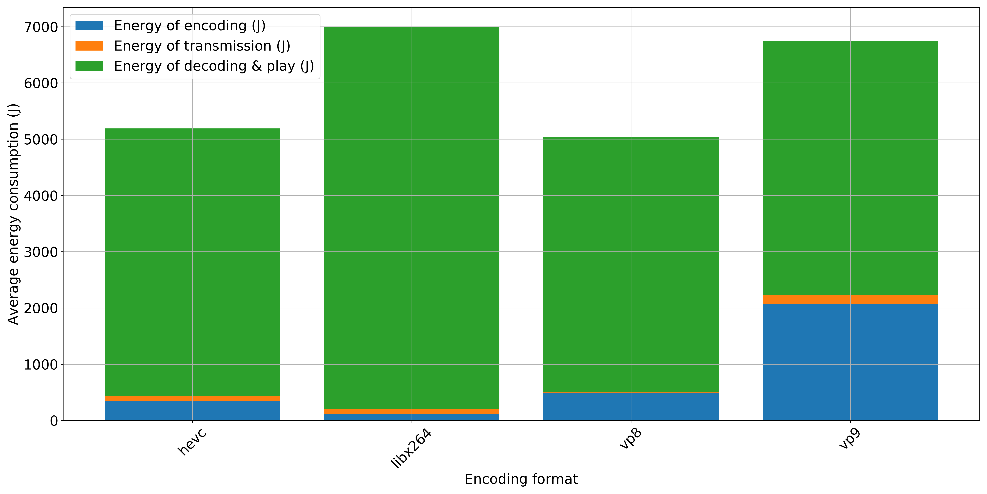 Energy of encoding (J)
Energy of transmission (J)
Energy of decoding & play (J)
Average energy consumption (J)
7000
6000
5000
4000
3000
2000
1000
0
hevc
libx264
vp8
vp9
Encoding format